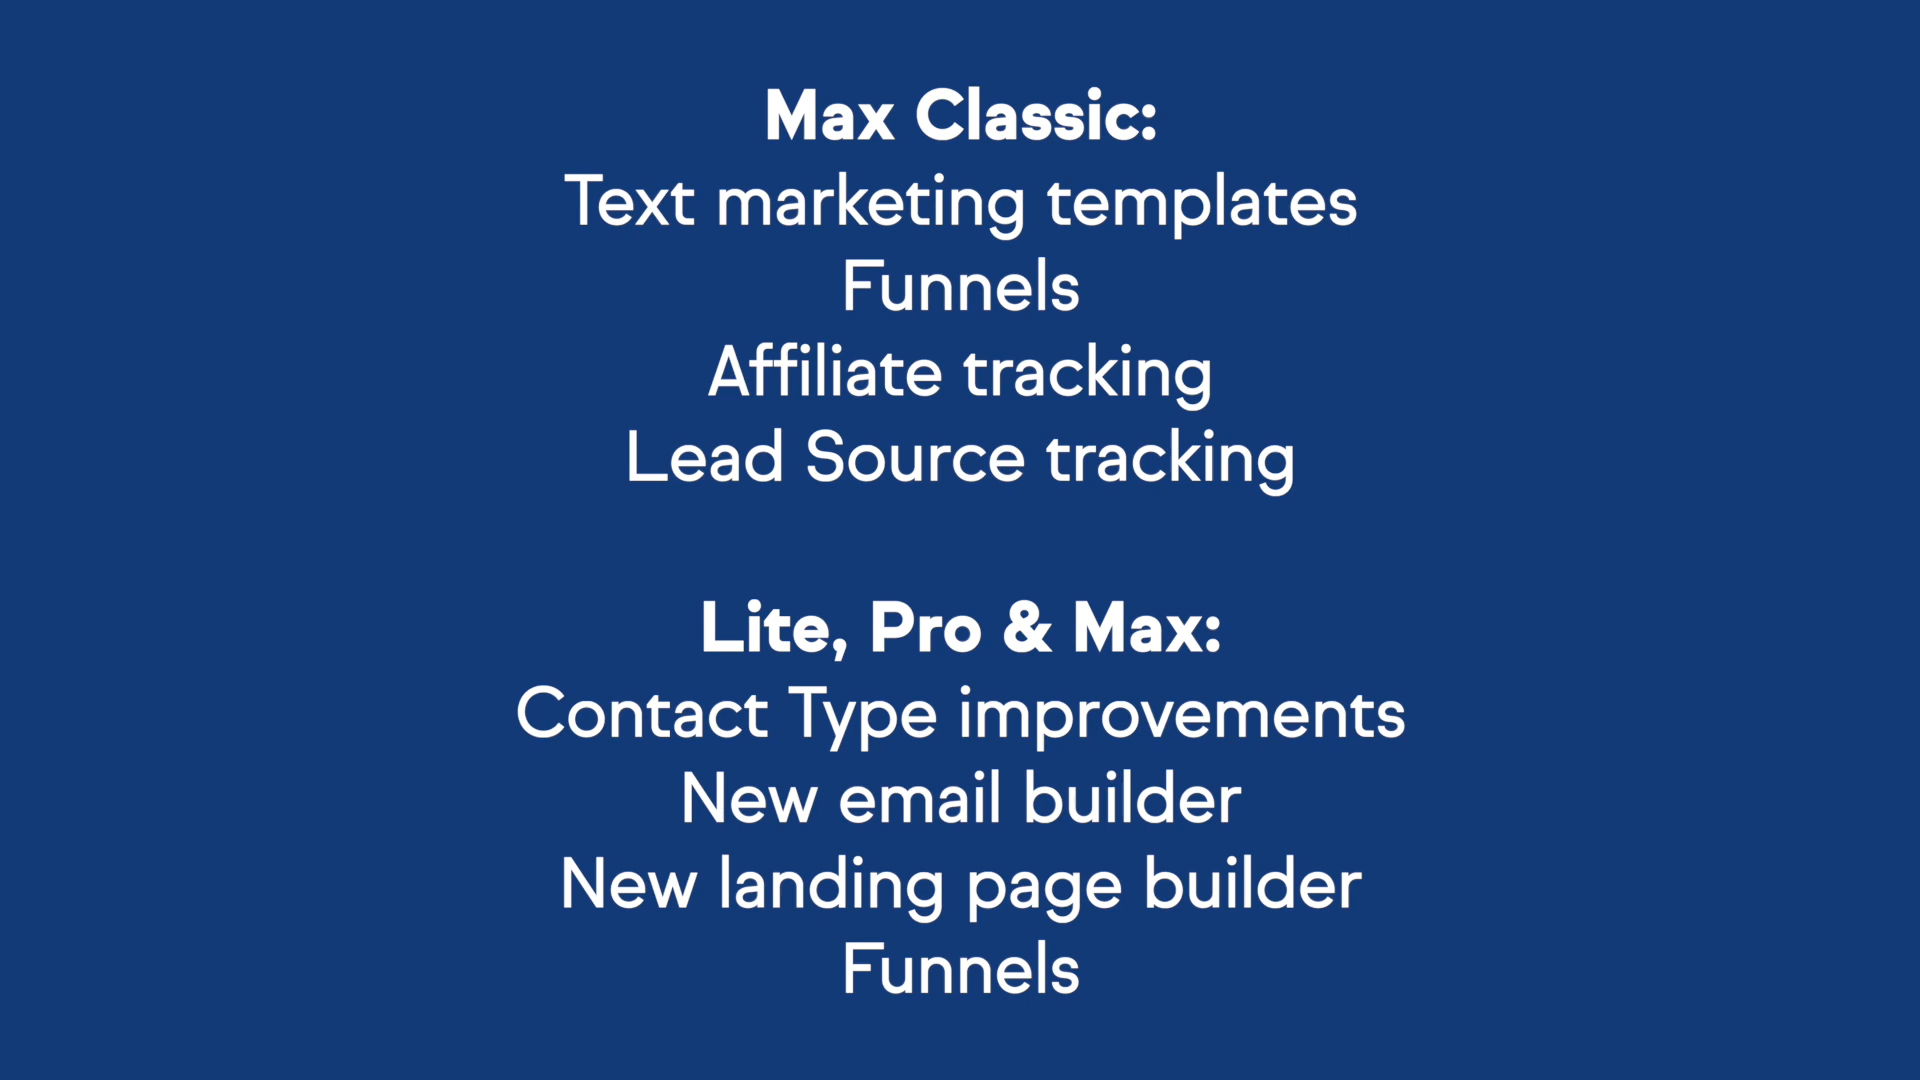 Max Classic:
Text marketing templates
Funnels
Affiliate tracking
Lead Source tracking
Lite, Pro & Max:
Contact Type improvements
New email builder
New landing page builder
Funnels